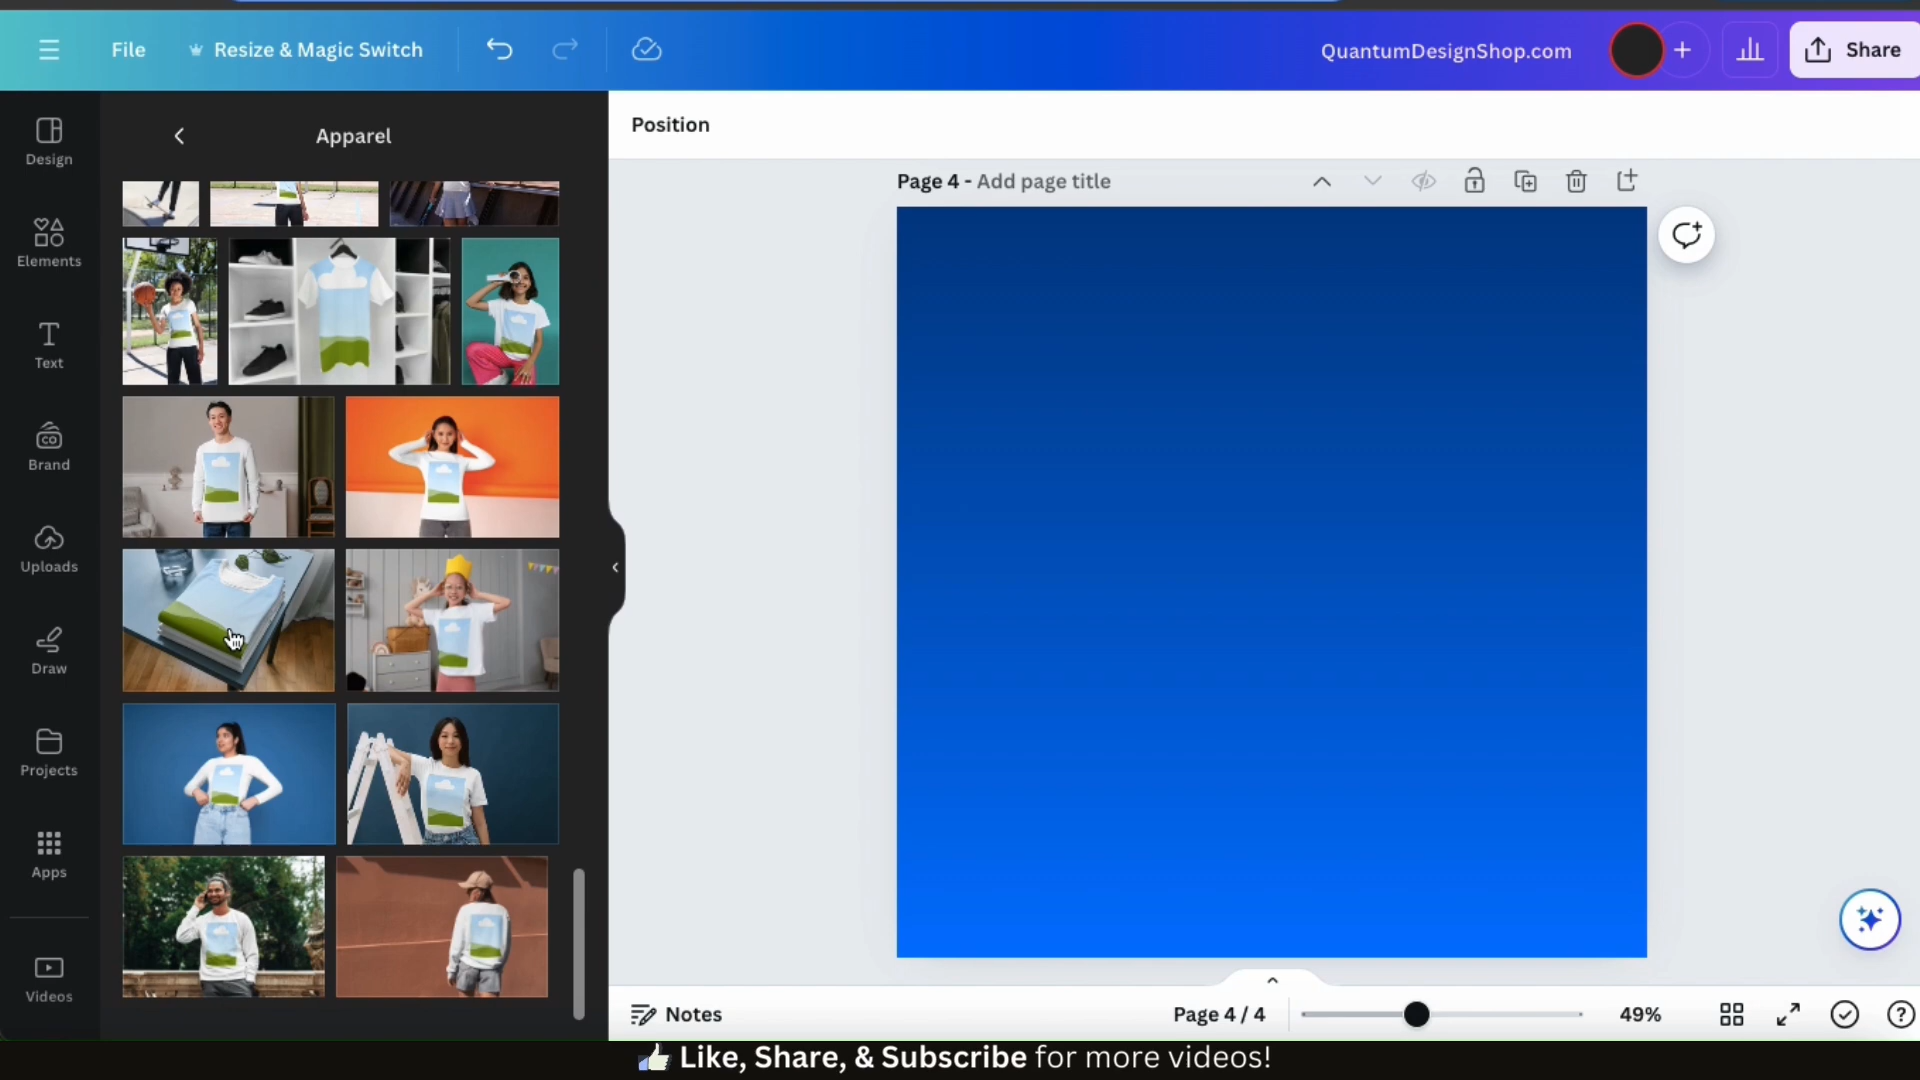 File
Resize & Magic Switch
QuantumDesignShop.com
Share
Design
Elements
Text
Brand
Uploads
Draw
Projects
Apps
Videos
Apparel
Position
Page 4 - Add page title
Notes
Page 4 / 4
49%
Like, Share, & Subscribe for more videos!